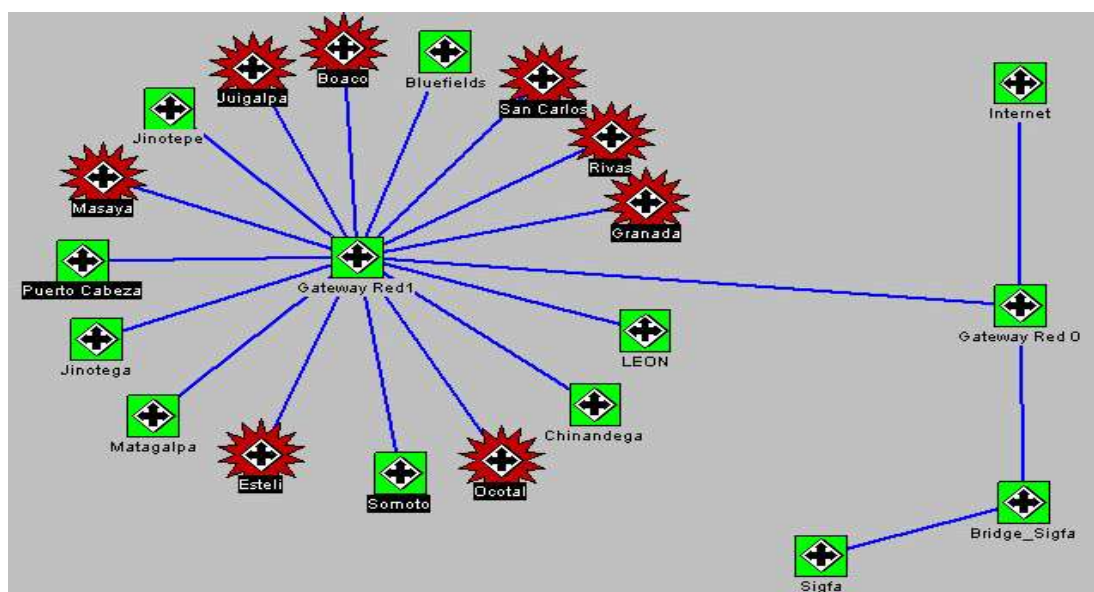 Boaco
Bluefields
Juigalpa
San Carlos
Internet
Jinotepe
Rivas
Masaya
Granada
Puerto Cabeza
Gateway Red1
Gateway Red 0
Jinotega
LEON
Matagalpa
Chinandega
Esteli
Somoto
Ocotal
Bridge_Sigfa
Sigfa